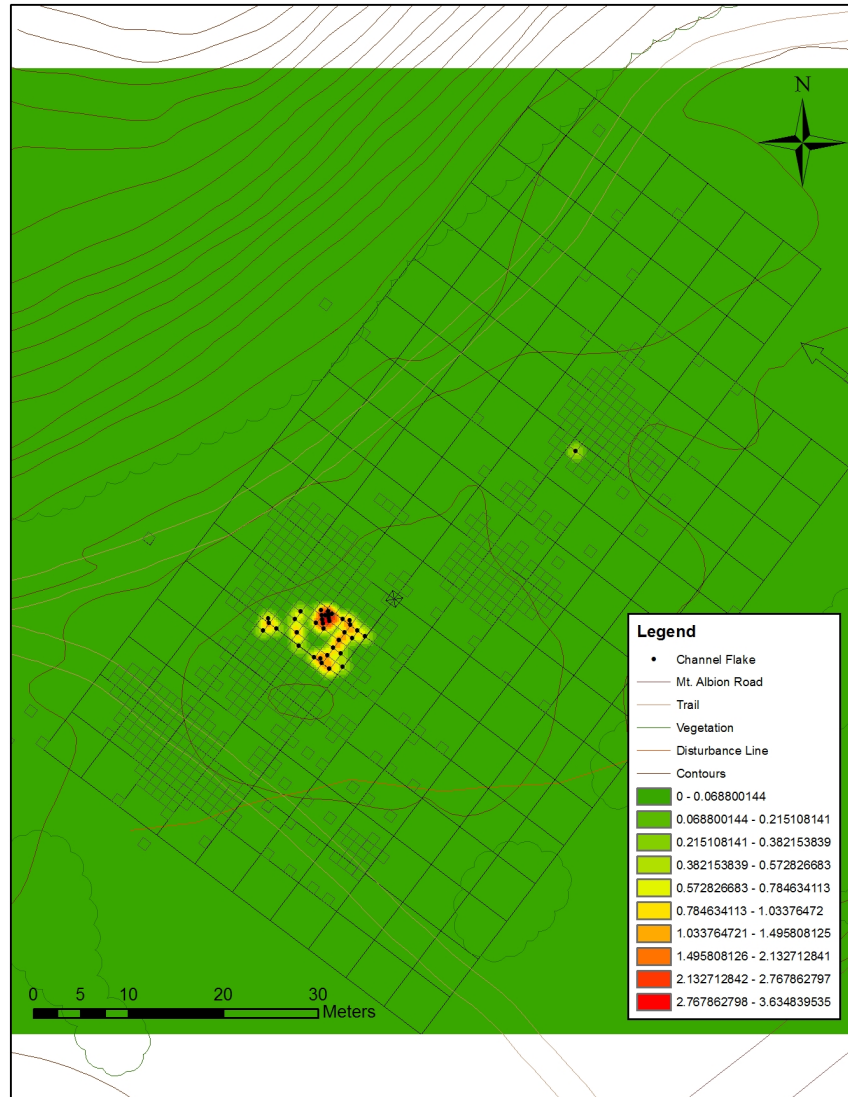 N
Legend
Channel Flake
Mt. Albion Road
Trail
Vegetation
Disturbance Line
Contours
0 - 0.068800144
0.068800144 - 0.215108141
0.215108141 - 0.382153839
0.382153839 - 0.572826683
0.572826683 - 0.784634113
0.784634113 - 1.03376472
1.033764721 - 1.495808125
1.495808126 - 2.132712841
2.132712842 - 2.767862797
2.767862798 - 3.634839535
0 5 10 20 30
Meters